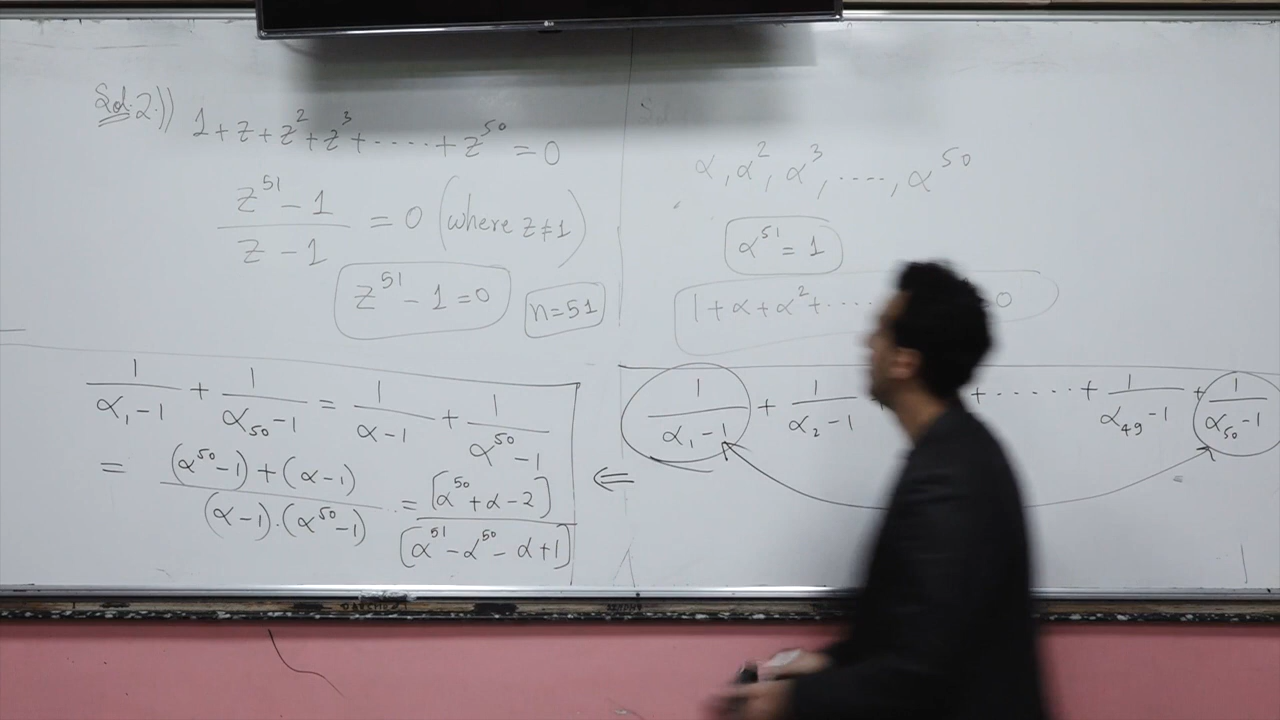 Sol.2.))
1 + z + z² + z³ + ..... + z⁵⁰ = 0
z⁵¹ - 1 / z - 1 = 0 (where z≠1)
z⁵¹ - 1 = 0
n=51
α, α², α³, ....., α⁵⁰
α⁵¹ = 1
1 + α + α² + ..... 0
1/α₁-1 + 1/α₅₀-1 = 1/α-1 + 1/α⁵⁰-1
= (α⁵⁰-1)+(α-1) / (α-1).(α⁵⁰-1) = [α⁵⁰+α-2] / [α⁵¹-α⁵⁰-α+1]
⇐ 1/α₁-1 + 1/α₂-1 + ...... + 1/α₄₉-1 + 1/α₅₀-1
LG